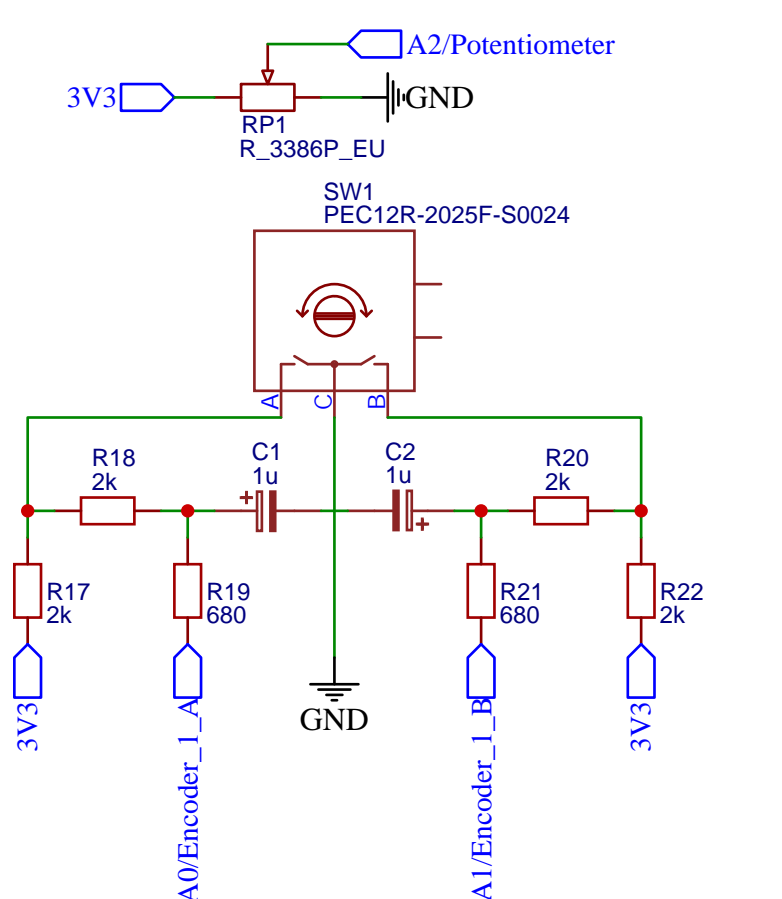 A2/Potentiometer
3V3
GND
RP1
R_3386P_EU
SW1
PEC12R-2025F-S0024
A
C
B
R18
2k
C1
1u
C2
1u
R20
2k
R17
2k
R19
680
R21
680
R22
2k
3V3
A0/Encoder_1_A
GND
A1/Encoder_1_B
3V3